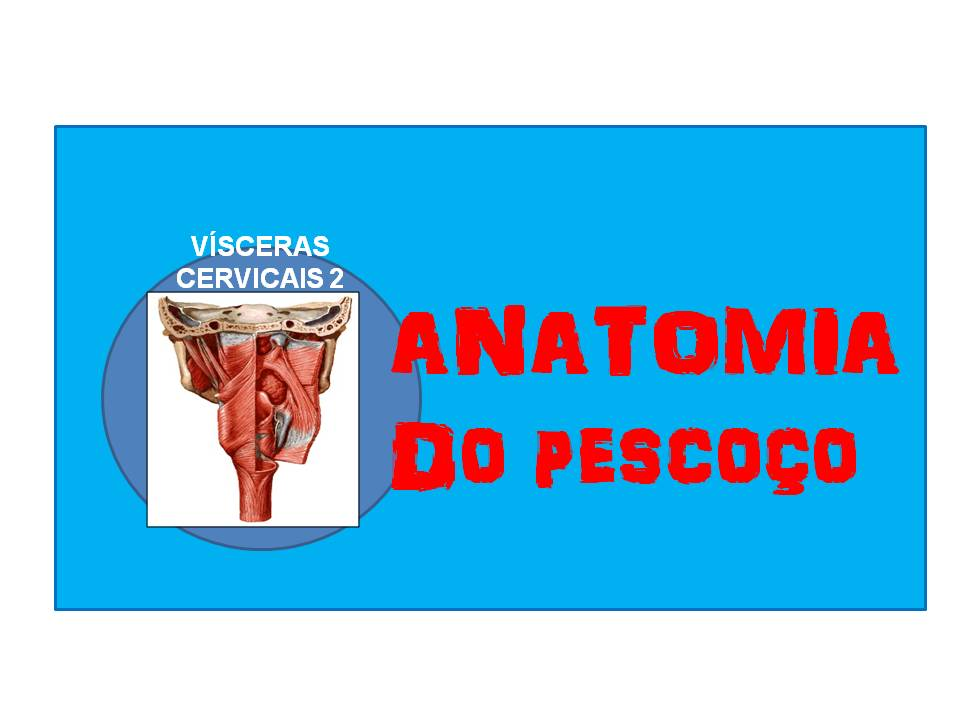 VÍSCERAS
CERVICAIS 2
ANATOMIA
DO PESCOÇO